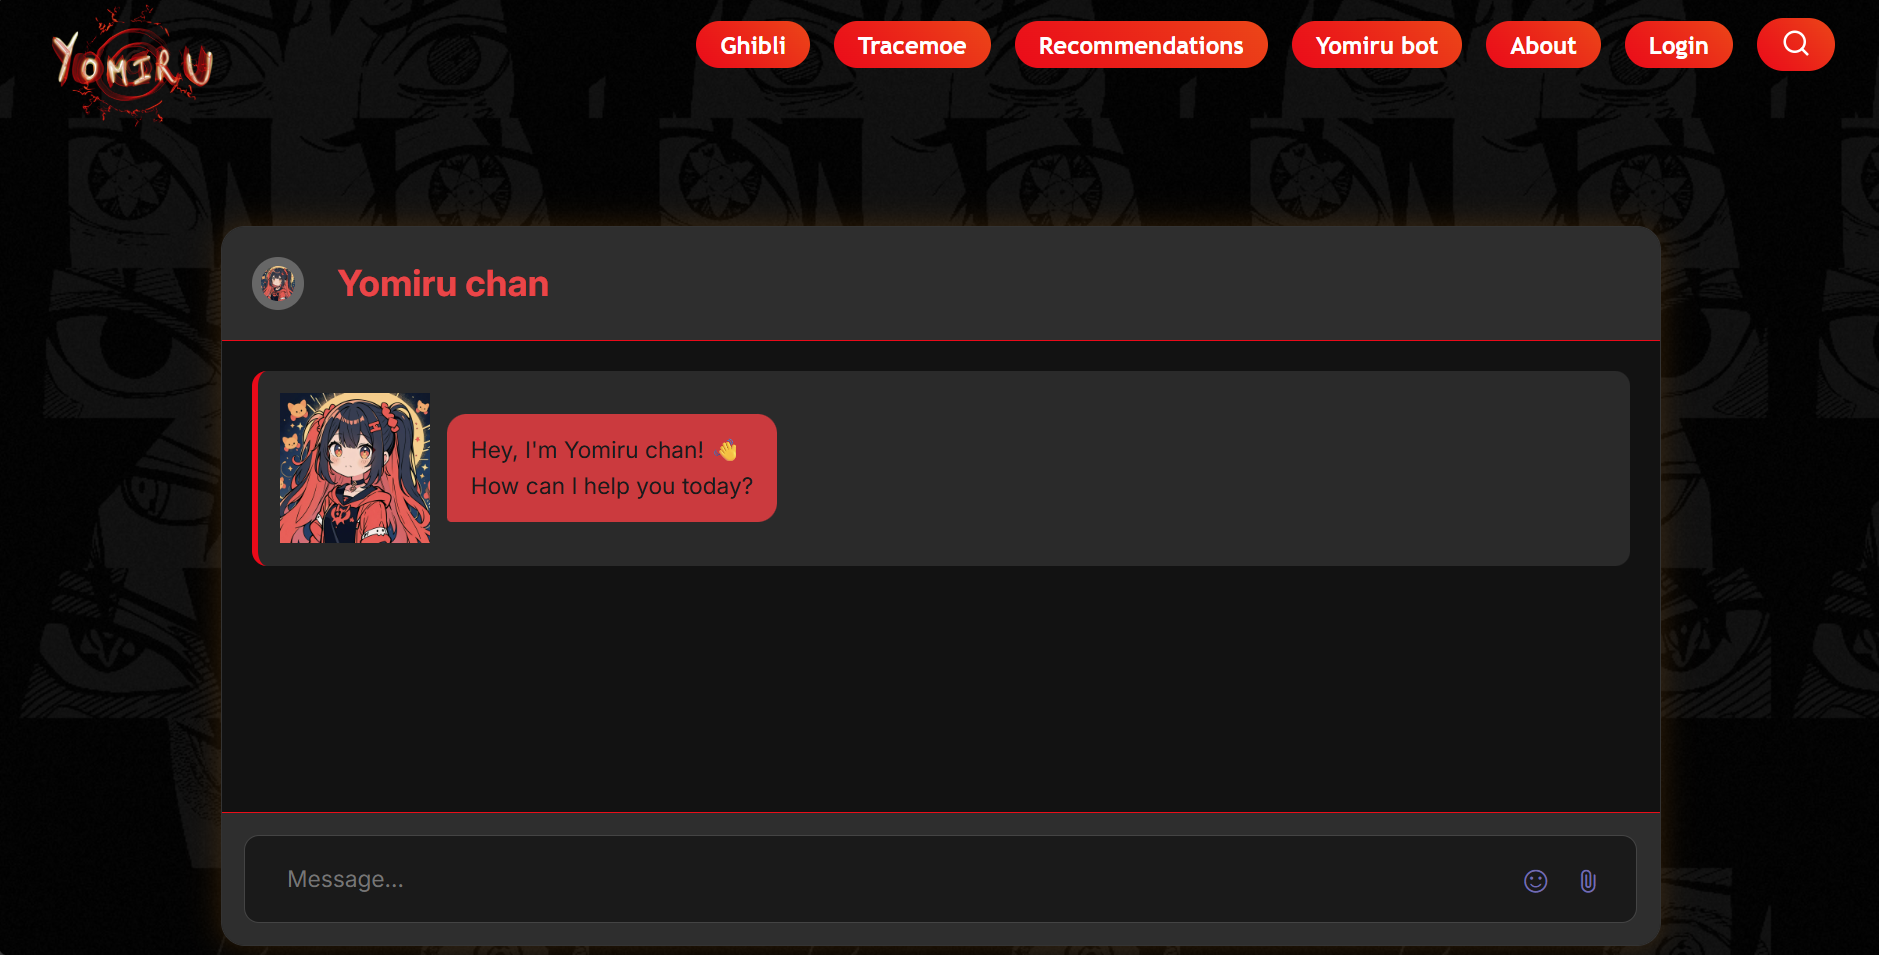 YOMIRU
Ghibli
Tracemoe
Recommendations
Yomiru bot
About
Login
Yomiru chan
Hey, I'm Yomiru chan! 👋
How can I help you today?
Message...